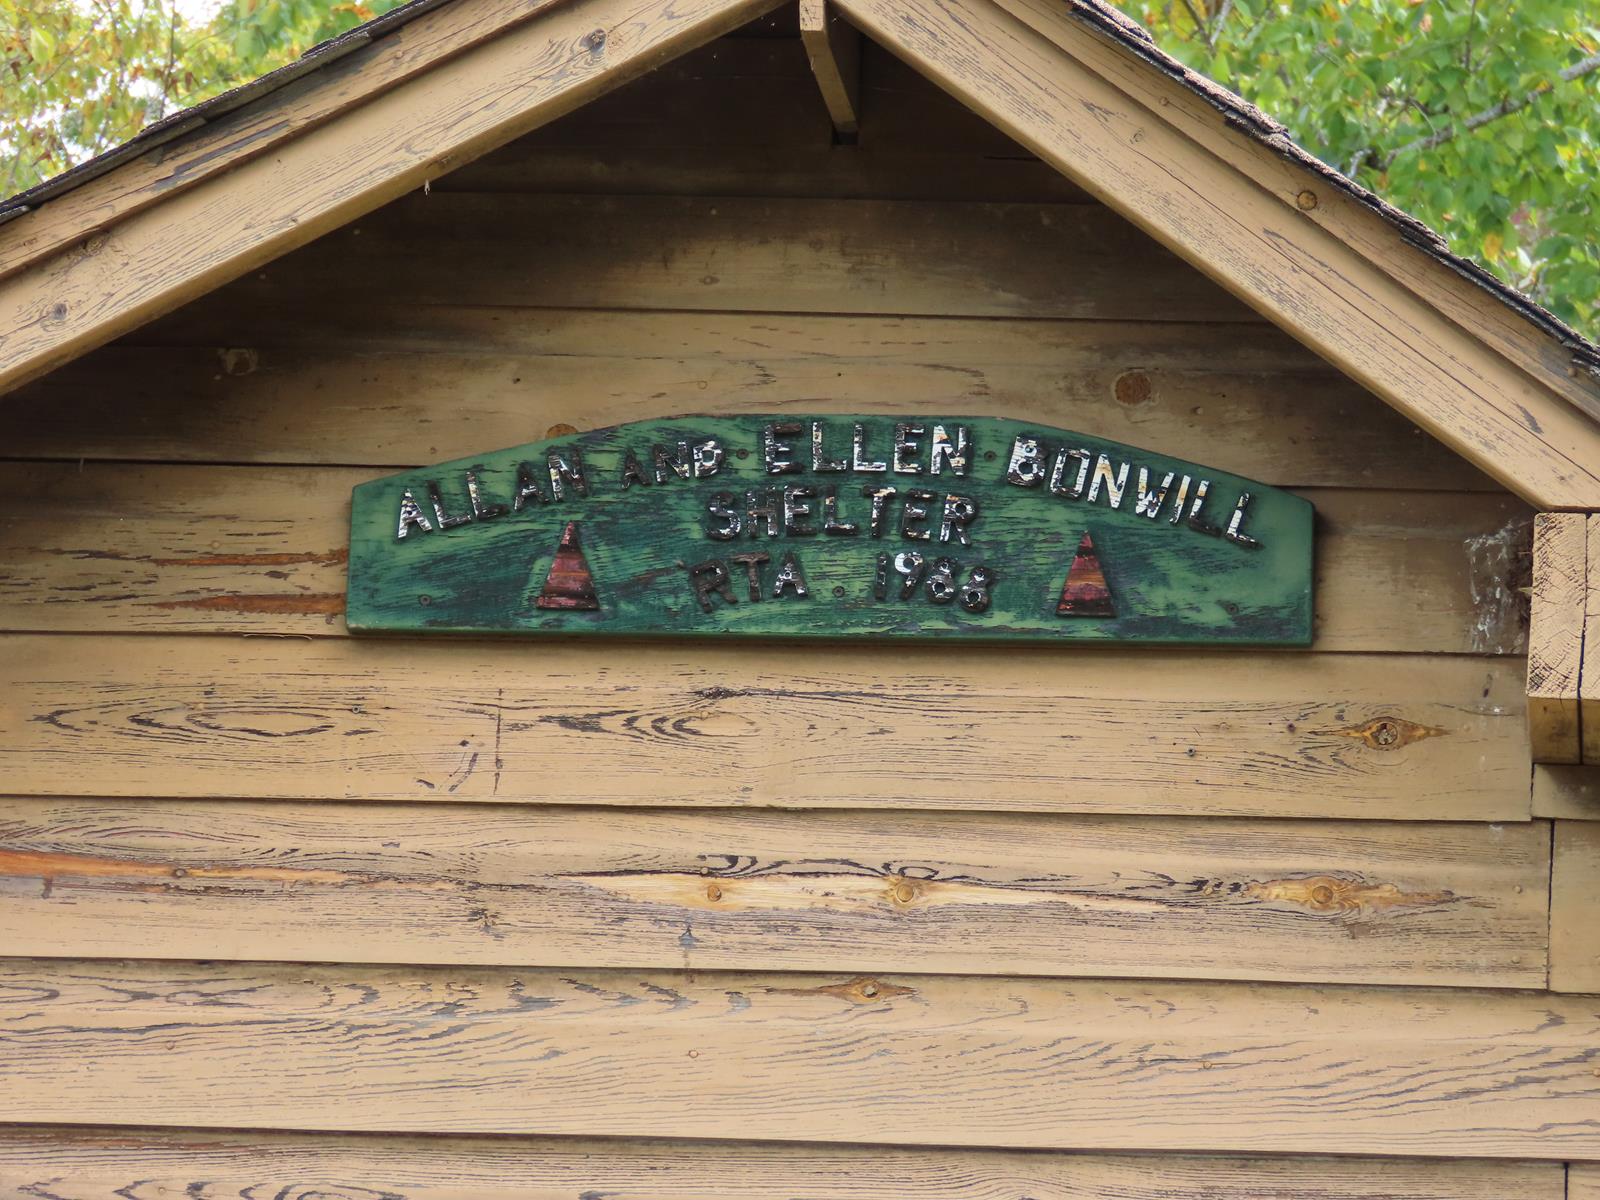 ALLAN AND ELLEN BONWILL
SHELTER
RTA . 1988